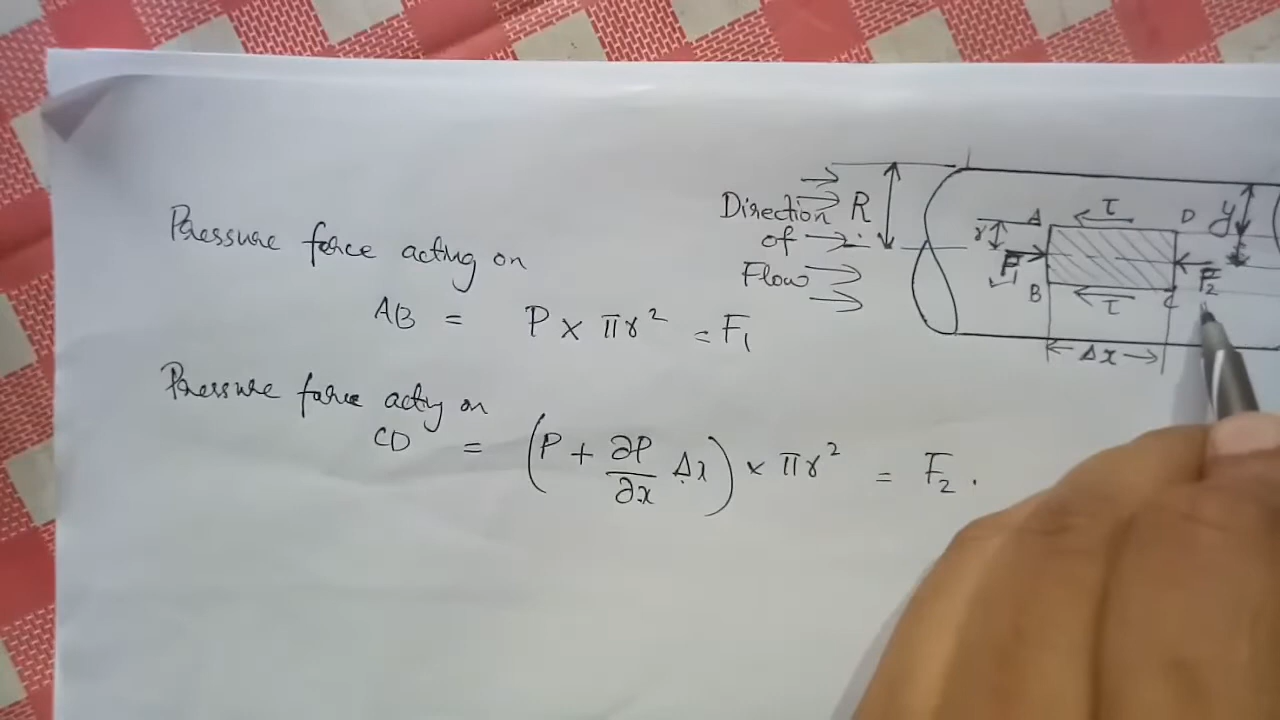 Pressure force acting on
AB = P × πr² = F₁
Pressure force acty on
CD = (P + ∂P/∂x Δx) × πr² = F₂.
Direction
of
Flow
R
A
τ
D
y
r
F₁
F₂
B
τ
C
Δx